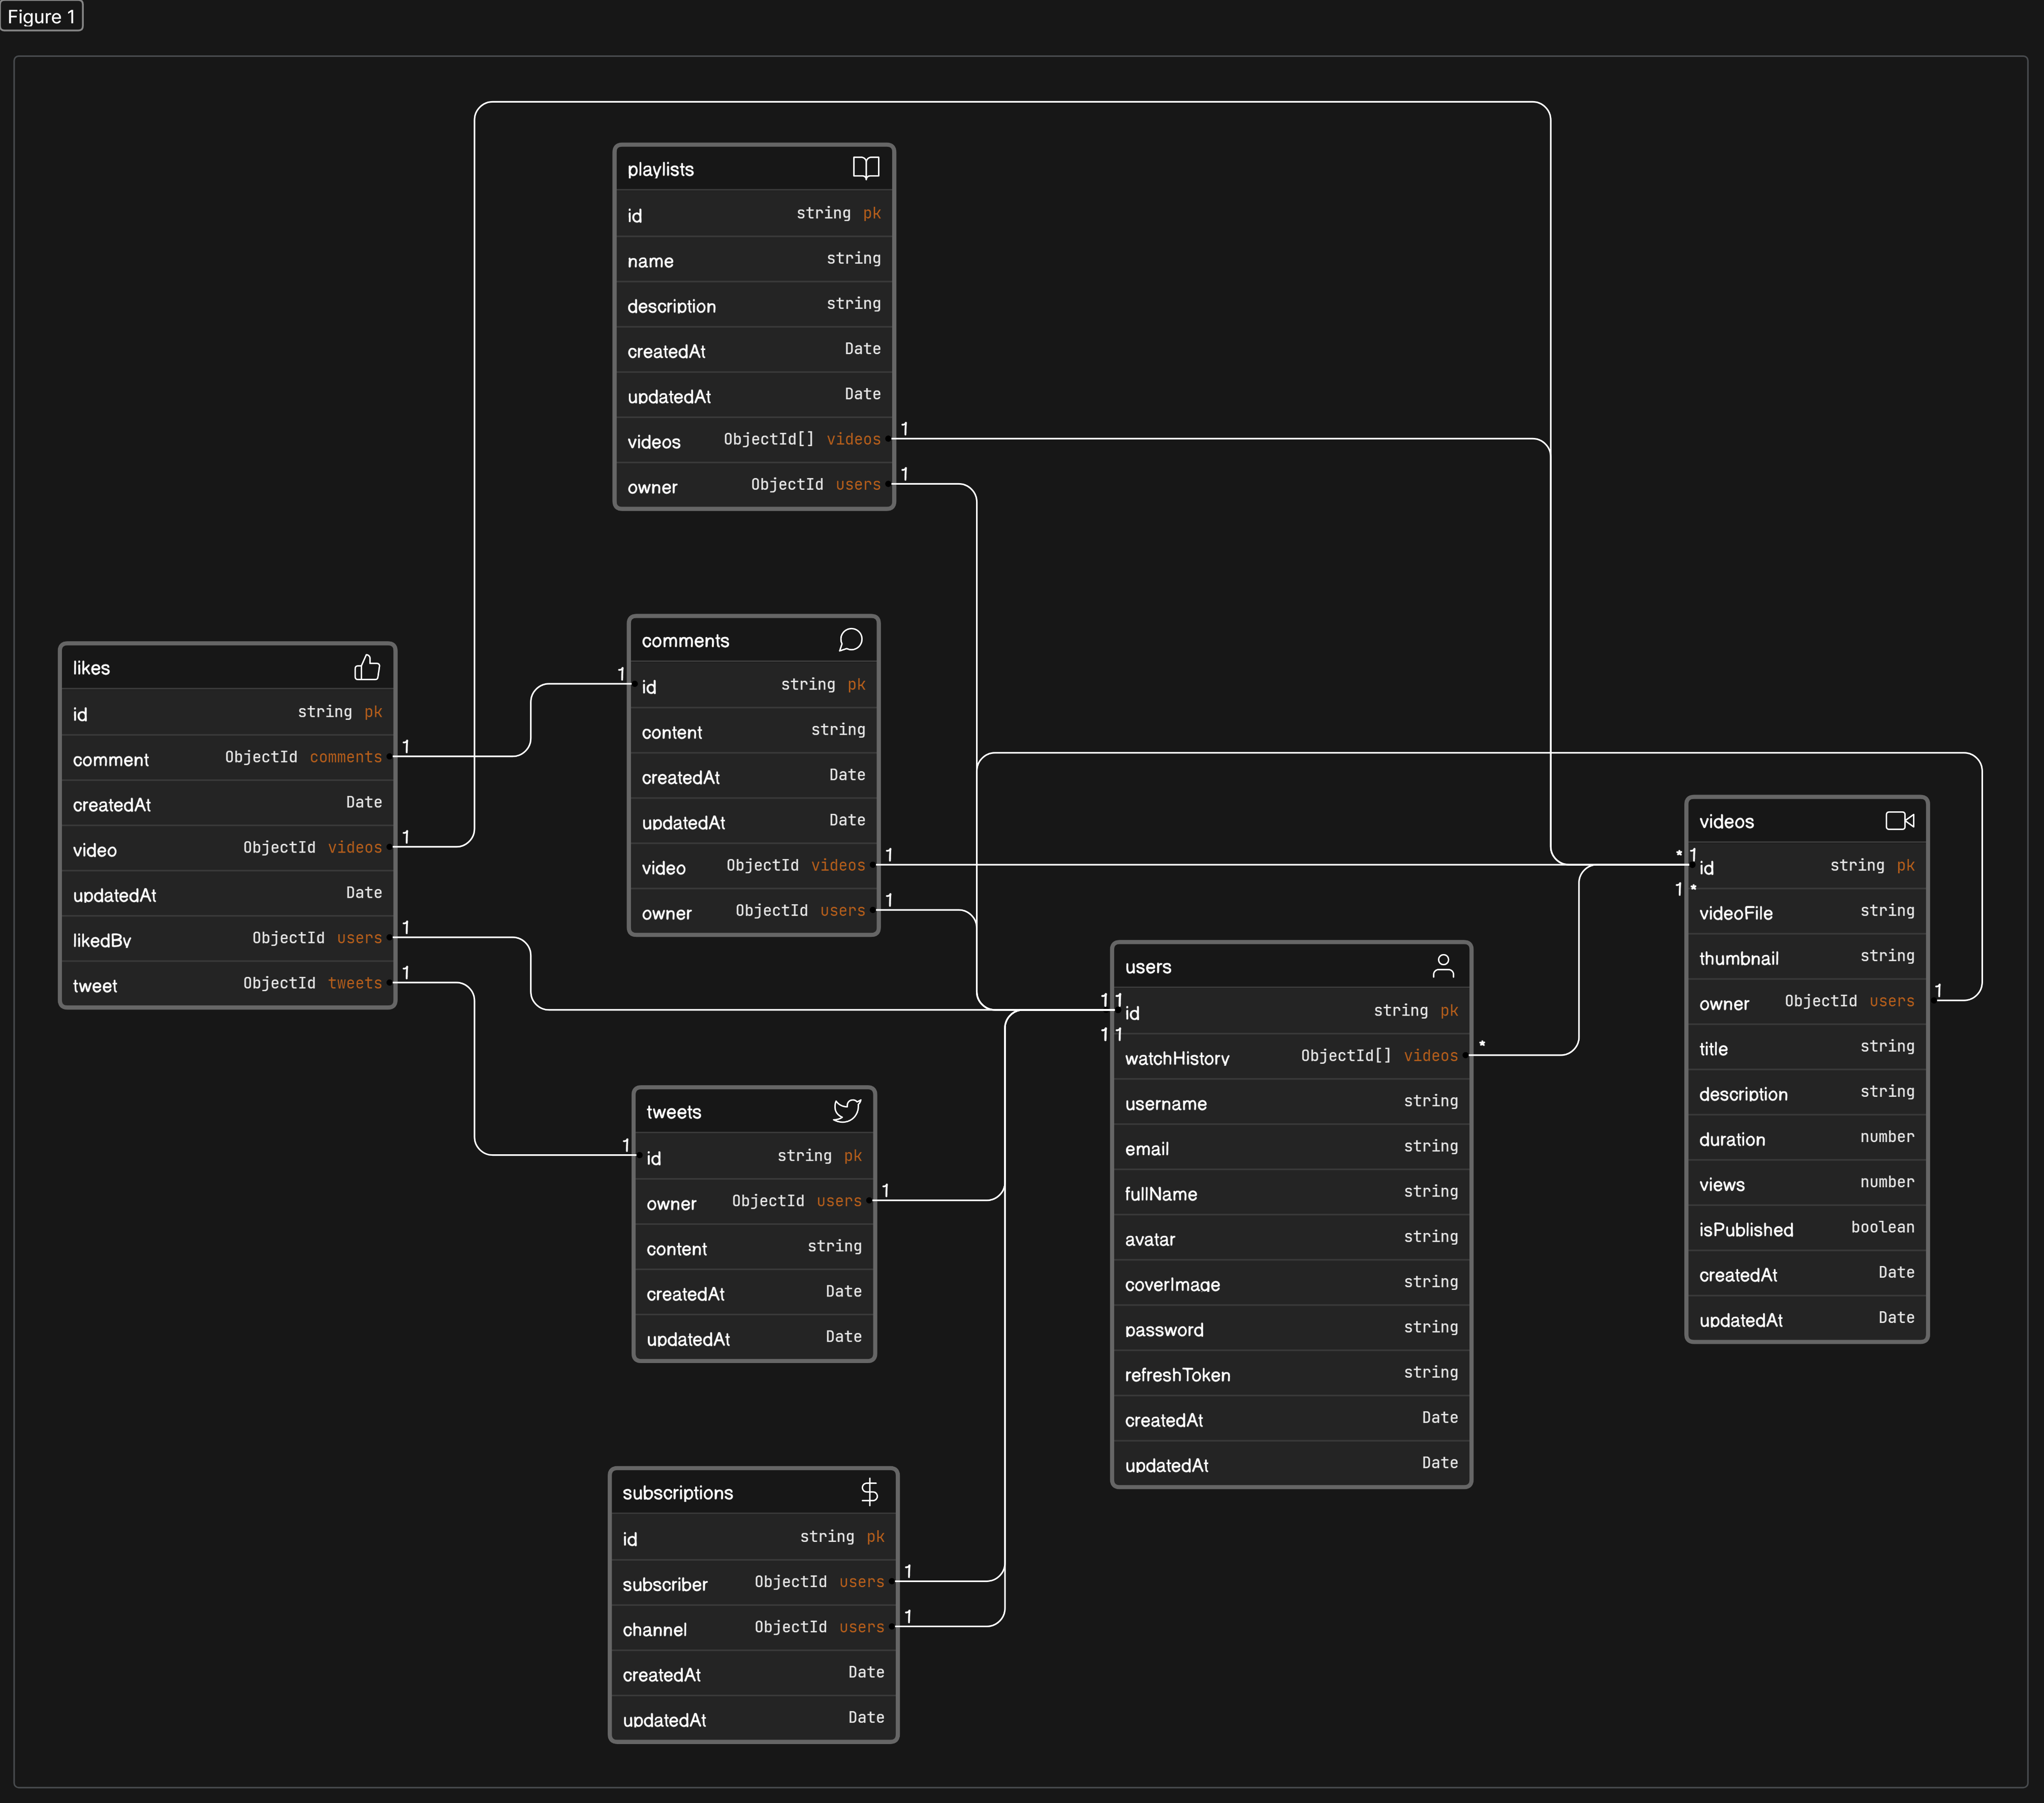 Figure 1
playlists
id string pk
name string
description string
createdAt Date
updatedAt Date
videos ObjectId[] videos 1
owner ObjectId users 1
likes
id string pk
comment ObjectId comments 1
createdAt Date
video ObjectId videos 1
updatedAt Date
likedBy ObjectId users 1
tweet ObjectId tweets 1
comments
1 id string pk
content string
createdAt Date
updatedAt Date
video ObjectId videos 1
owner ObjectId users 1
tweets
1 id string pk
owner ObjectId users 1
content string
createdAt Date
updatedAt Date
subscriptions
id string pk
subscriber ObjectId users 1
channel ObjectId users 1
createdAt Date
updatedAt Date
users
1 1
id string pk
1 1
watchHistory ObjectId[] videos *
username string
email string
fullName string
avatar string
coverImage string
password string
refreshToken string
createdAt Date
updatedAt Date
videos
* 1
id string pk
1 *
videoFile string
thumbnail string
owner ObjectId users 1
title string
description string
duration number
views number
isPublished boolean
createdAt Date
updatedAt Date